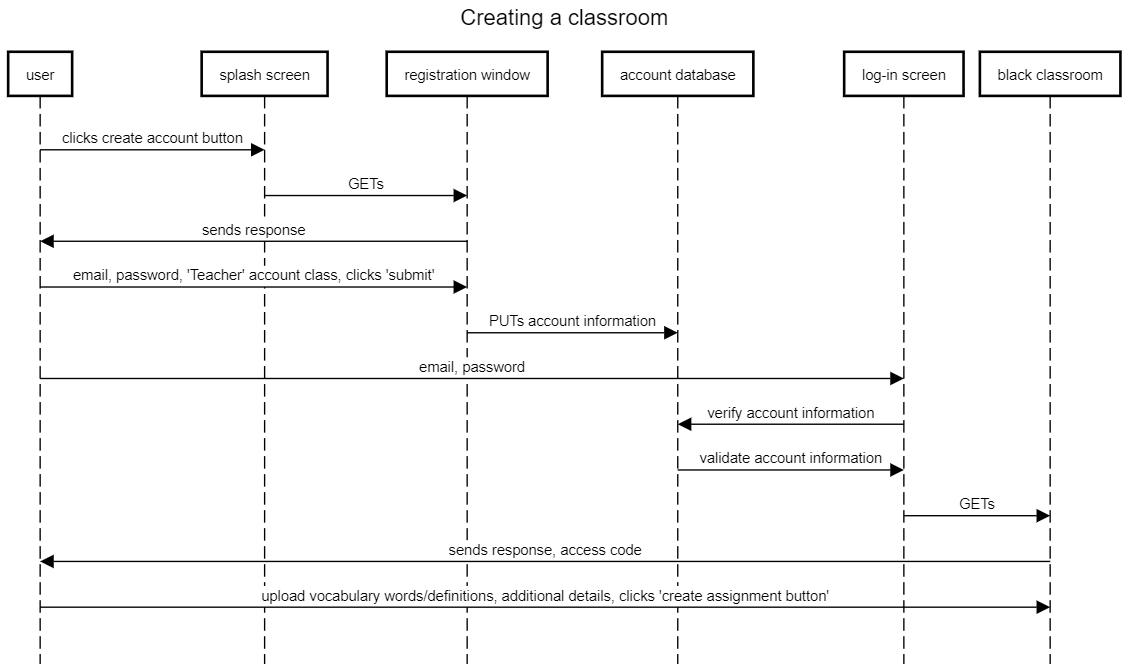 Creating a classroom
user
splash screen
registration window
account database
log-in screen
black classroom
clicks create account button
GETs
sends response
email, password, 'Teacher' account class, clicks 'submit'
PUTs account information
email, password
verify account information
validate account information
GETs
sends response, access code
upload vocabulary words/definitions, additional details, clicks 'create assignment button'